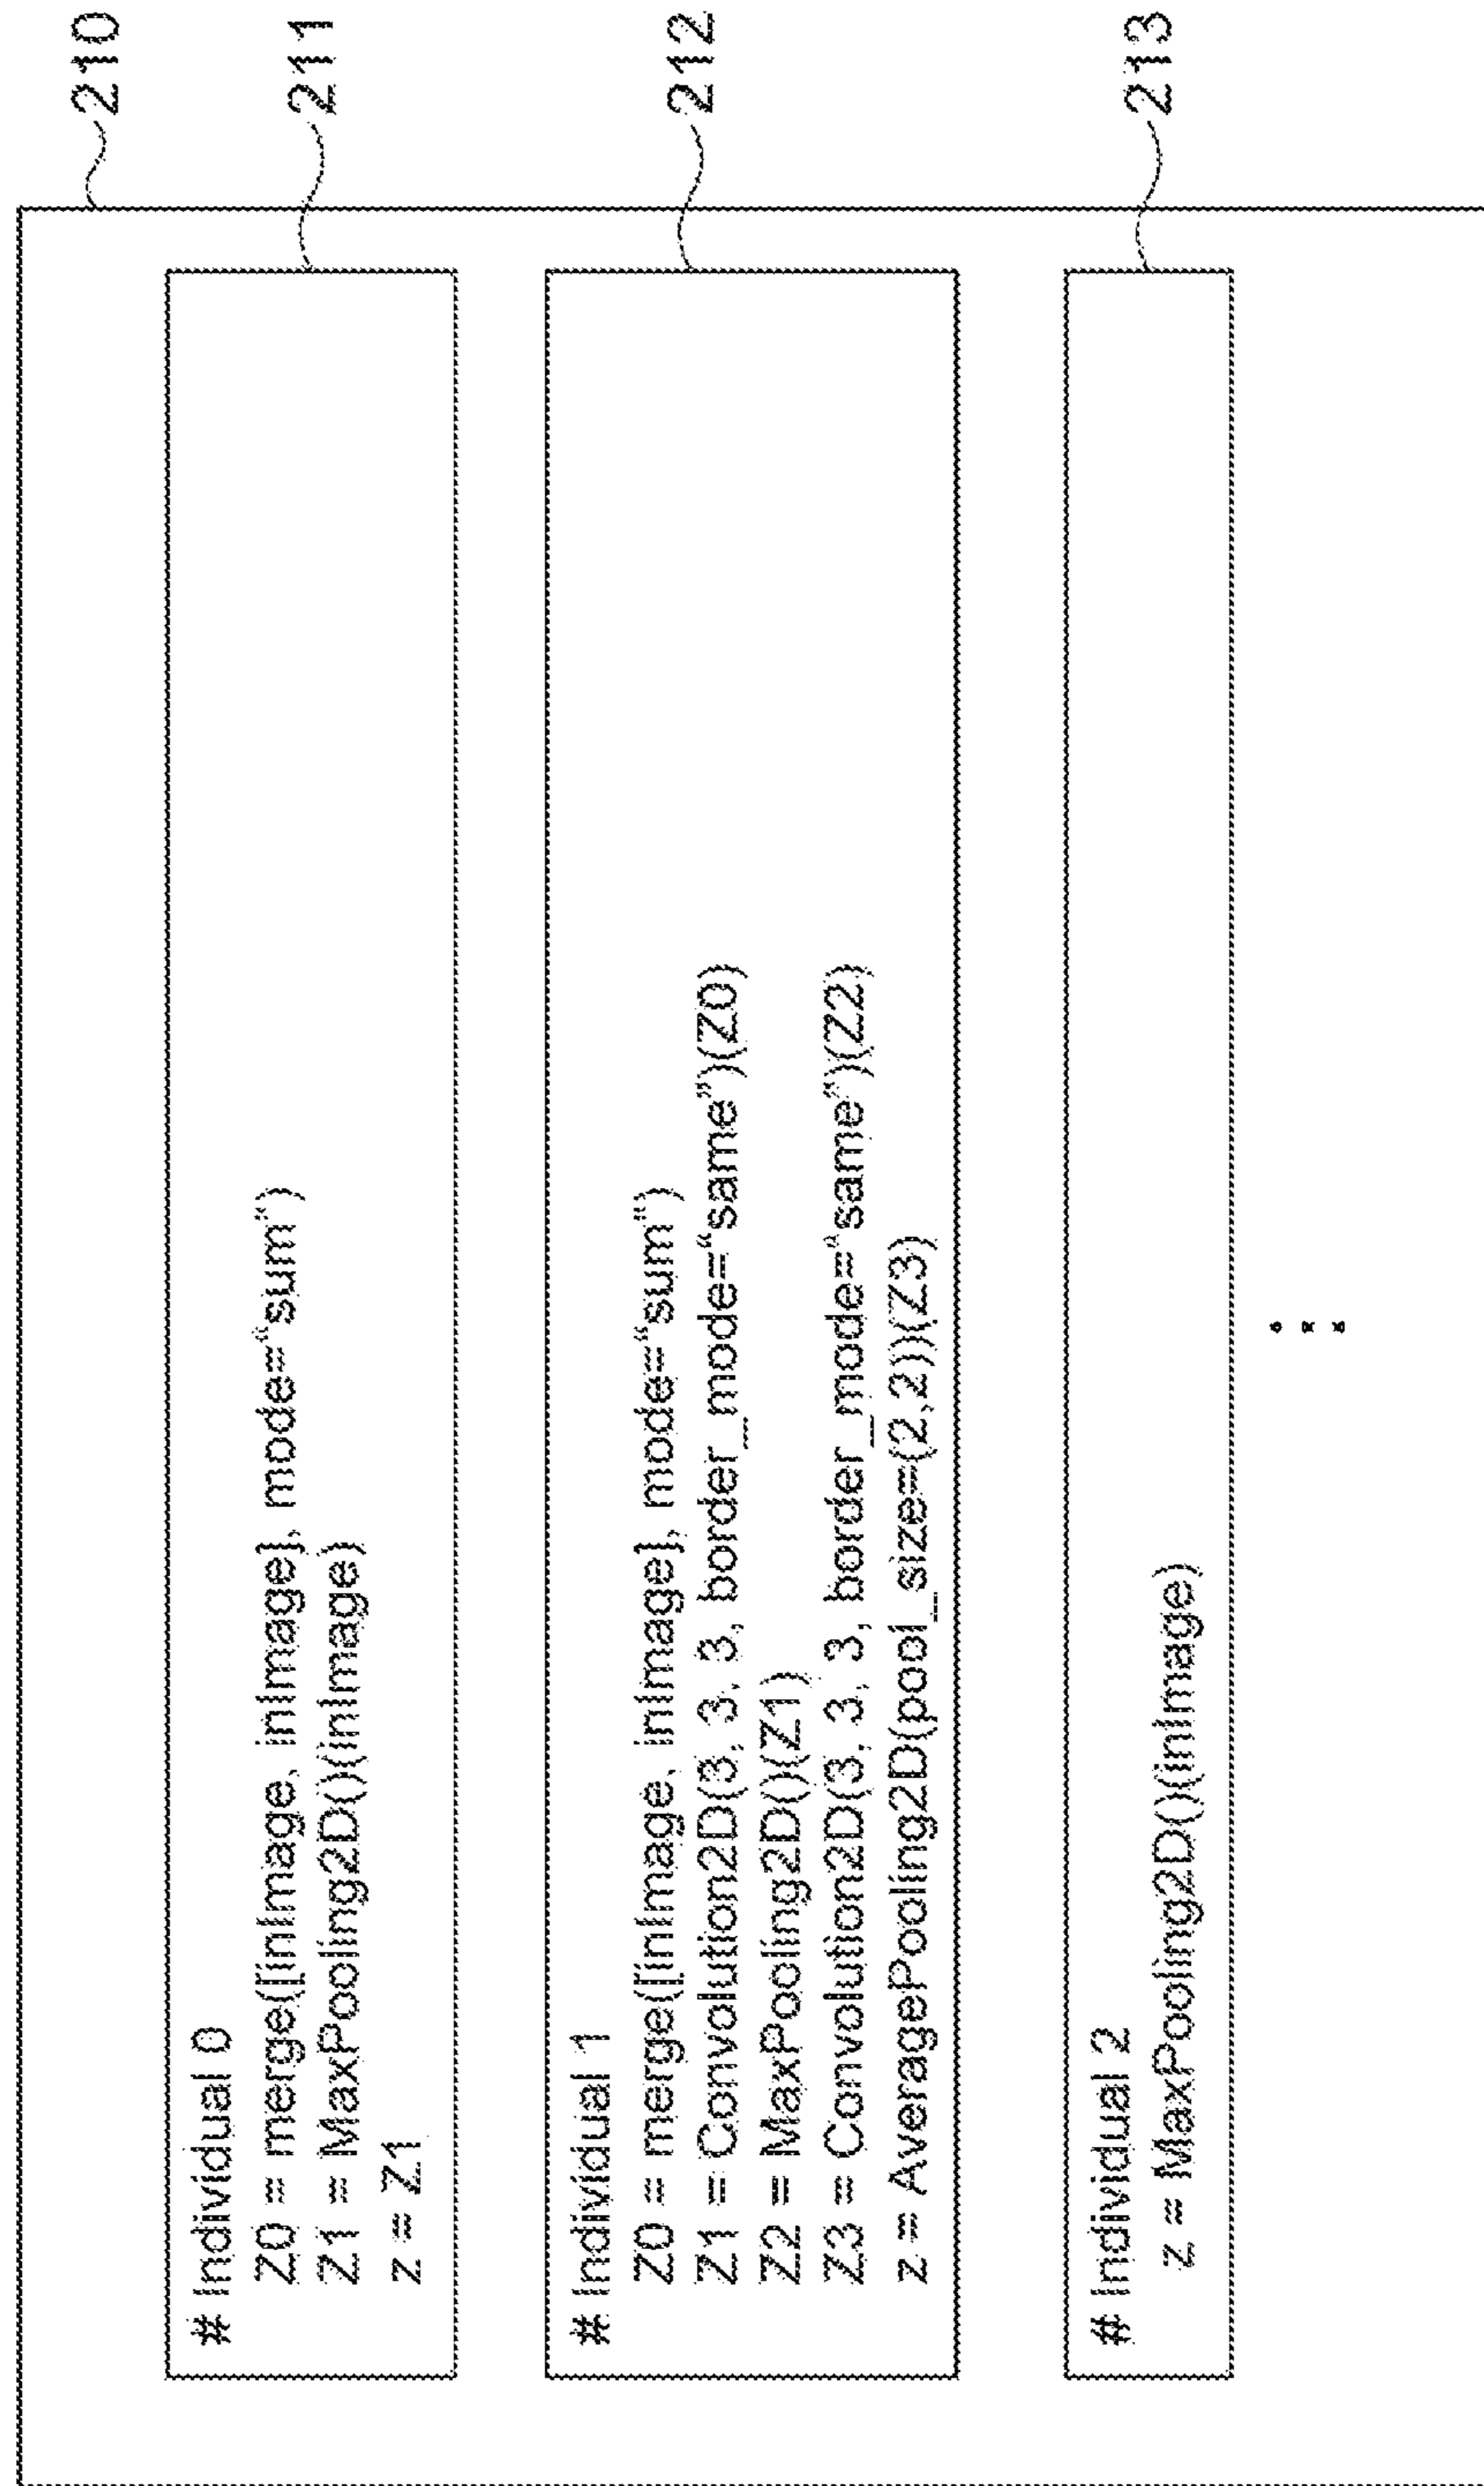 210
# Individual 0
Z0 = merge([inImage, inImage], mode="sum")
Z1 = MaxPooling2D()(inImage)
z = Z1
211
# Individual 1
Z0 = merge([inImage, inImage], mode="sum")
Z1 = Convolution2D(3, 3, 3, border_mode="same")(Z0)
Z2 = MaxPooling2D()(Z1)
Z3 = Convolution2D(3, 3, 3, border_mode="same")(Z2)
z = AveragePooling2D(pool_size=(2,2))(Z3)
212
# Individual 2
z = MaxPooling2D()(inImage)
213
...